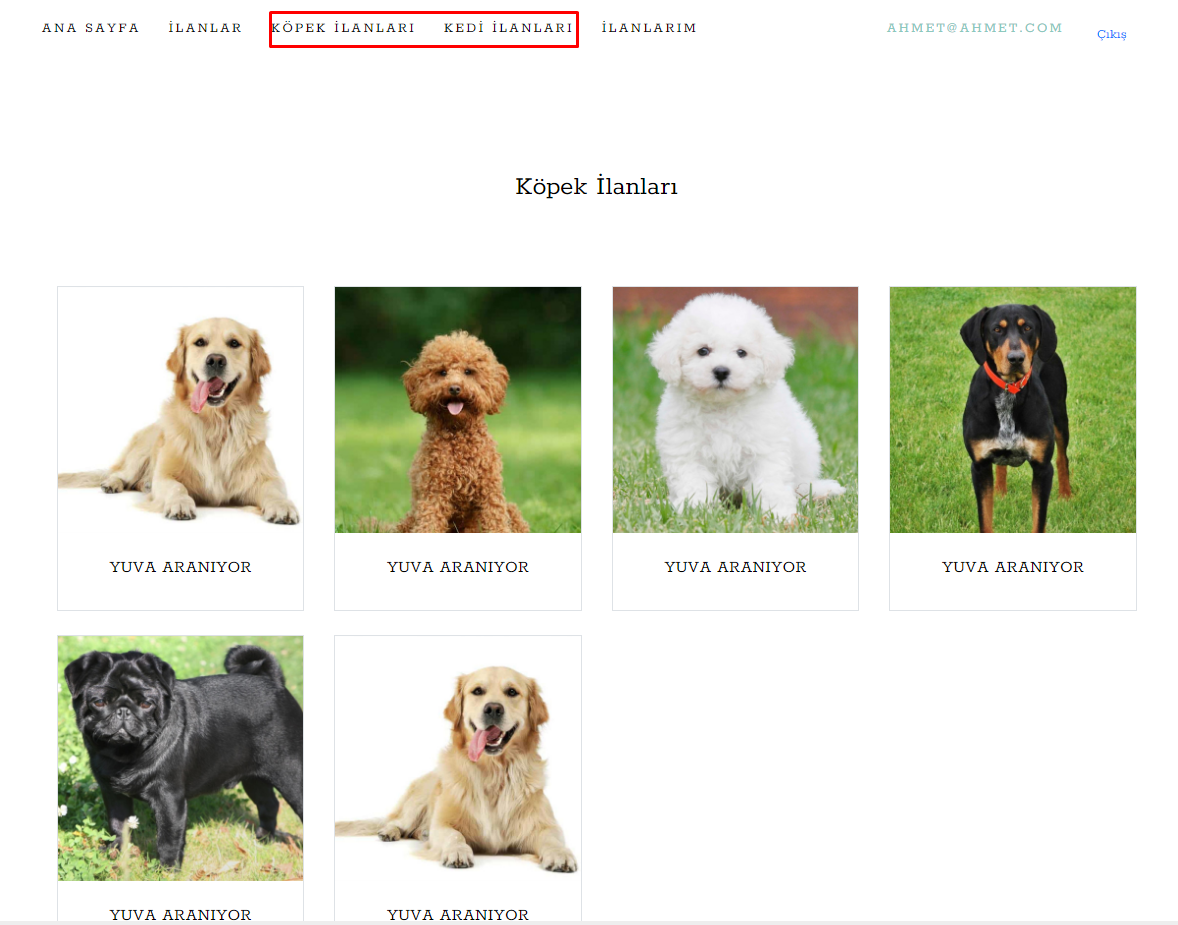 ANA SAYFA İLANLAR KÖPEK İLANLARI KEDİ İLANLARI İLANLARIM AHMET@AHMET.COM Çıkış
Köpek İlanları
YUVA ARANIYOR YUVA ARANIYOR YUVA ARANIYOR YUVA ARANIYOR
YUVA ARANIYOR YUVA ARANIYOR